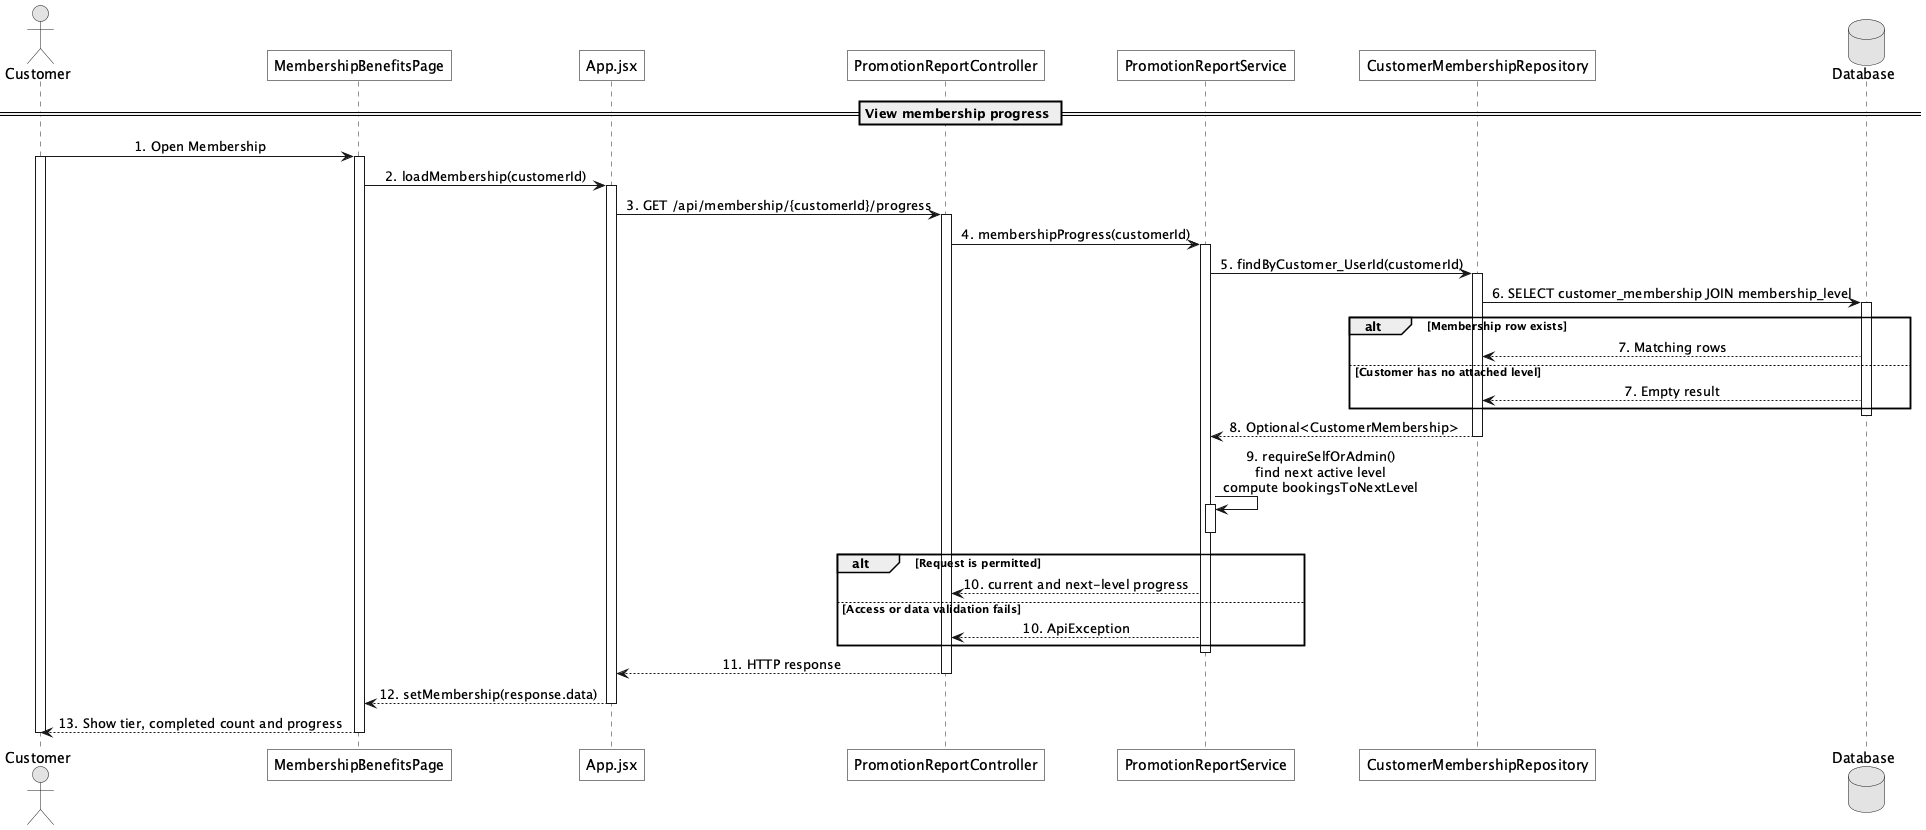 Customer
MembershipBenefitsPage
App.jsx
PromotionReportController
PromotionReportService
CustomerMembershipRepository
Database
View membership progress
1. Open Membership
2. loadMembership(customerId)
3. GET /api/membership/{customerId}/progress
4. membershipProgress(customerId)
5. findByCustomer_UserId(customerId)
6. SELECT customer_membership JOIN membership_level
alt [Membership row exists]
7. Matching rows
[Customer has no attached level]
7. Empty result
8. Optional<CustomerMembership>
9. requireSelfOrAdmin()
find next active level
compute bookingsToNextLevel
alt [Request is permitted]
10. current and next-level progress
[Access or data validation fails]
10. ApiException
11. HTTP response
12. setMembership(response.data)
13. Show tier, completed count and progress
Customer
MembershipBenefitsPage
App.jsx
PromotionReportController
PromotionReportService
CustomerMembershipRepository
Database